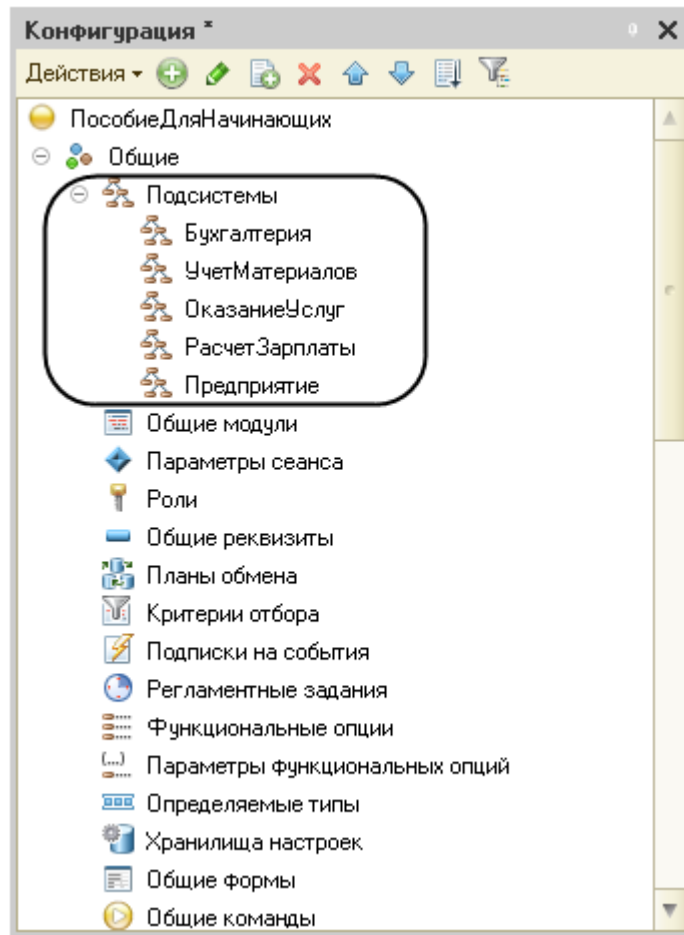 Конфигурация *
Действия
ПособиеДляНачинающих
Общие
Подсистемы
Бухгалтерия
УчетМатериалов
ОказаниеУслуг
РасчетЗарплаты
Предприятие
Общие модули
Параметры сеанса
Роли
Общие реквизиты
Планы обмена
Критерии отбора
Подписки на события
Регламентные задания
Функциональные опции
Параметры функциональных опций
Определяемые типы
Хранилища настроек
Общие формы
Общие команды